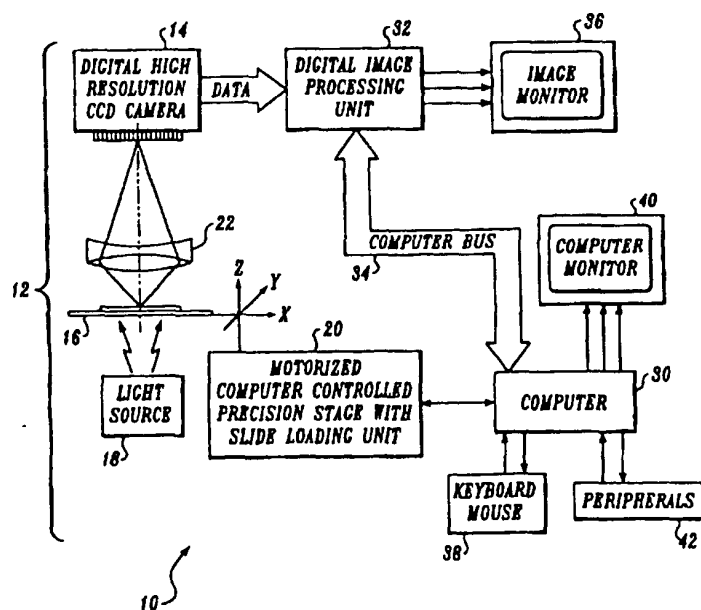 14
DIGITAL HIGH
RESOLUTION
CCD CAMERA
DATA
32
DIGITAL IMAGE
PROCESSING
UNIT
36
IMAGE
MONITOR
22
12
COMPUTER BUS
34
40
COMPUTER
MONITOR
Z
Y
X
16
20
MOTORIZED
COMPUTER CONTROLLED
PRECISION STAGE WITH
SLIDE LOADING UNIT
LIGHT
SOURCE
18
30
COMPUTER
KEYBOARD
MOUSE
38
PERIPHERALS
42
10